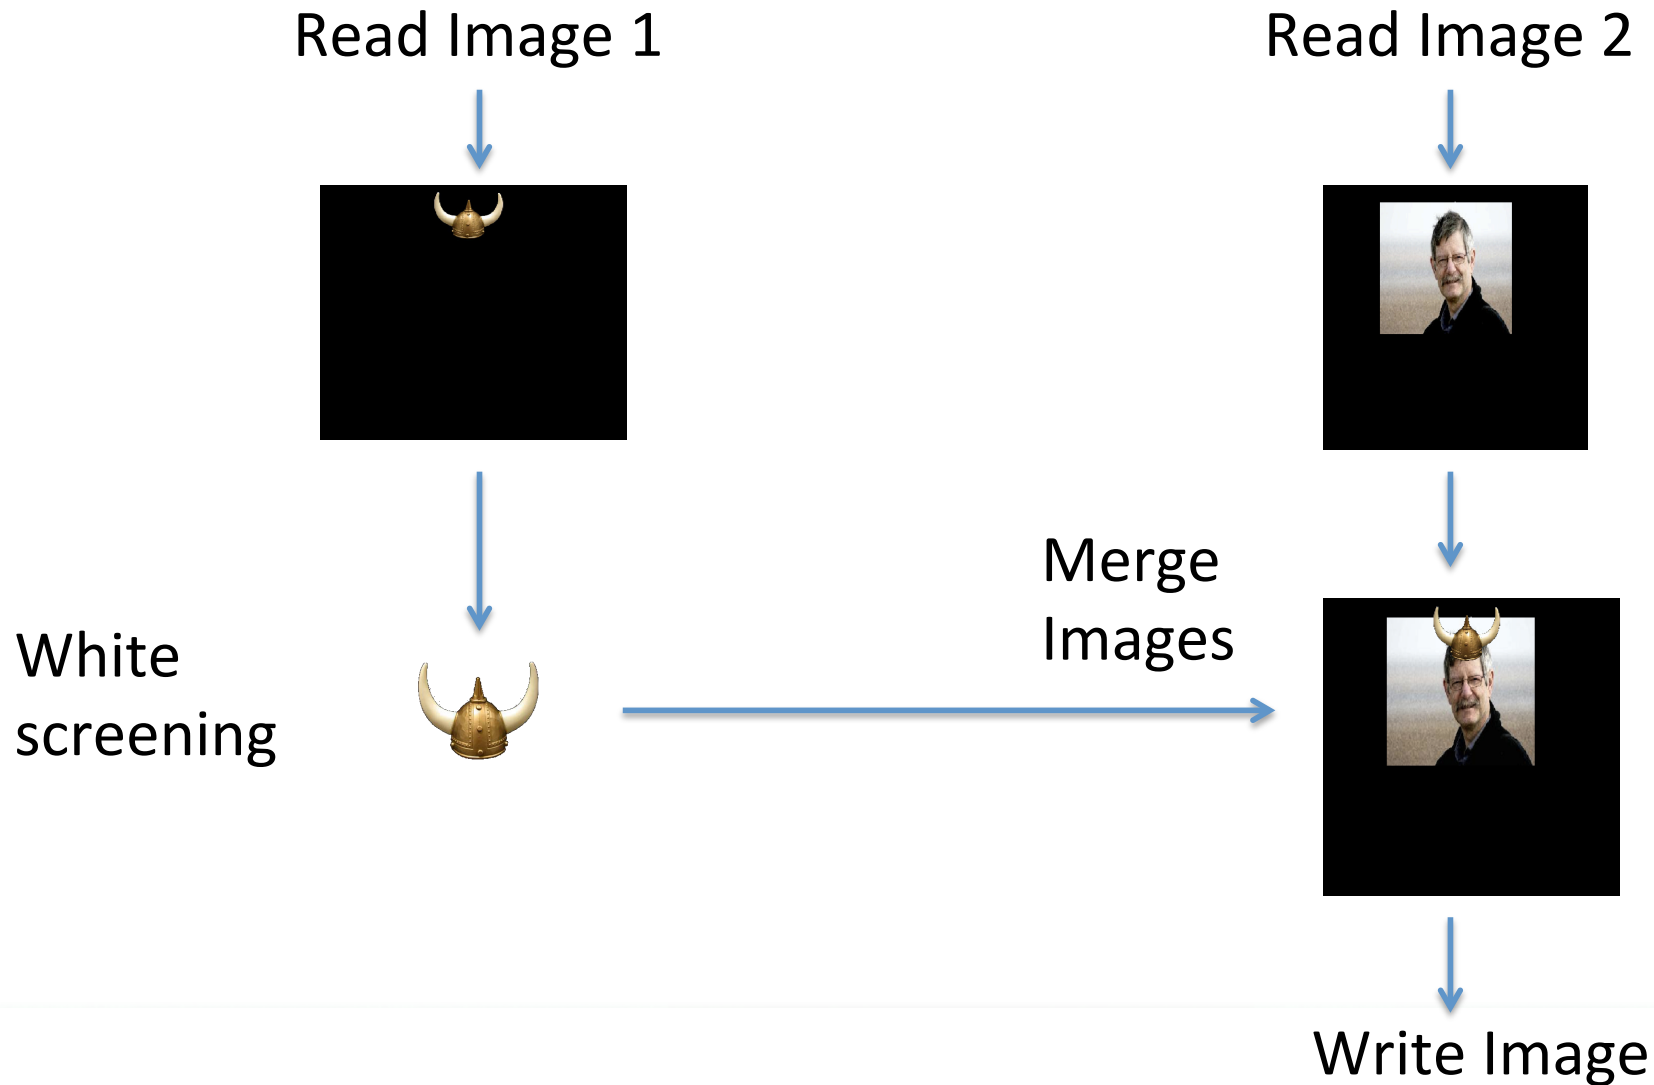 Read Image 1
Read Image 2
Merge
Images
White
screening
Write Image